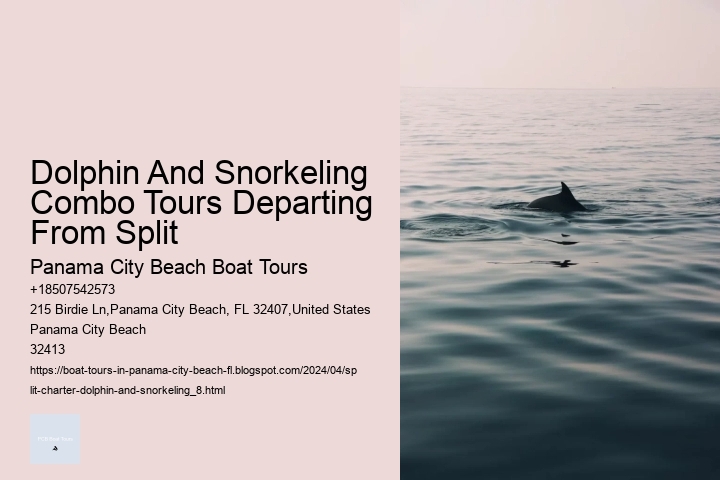 Dolphin And Snorkeling
Combo Tours Departing
From Split
Panama City Beach Boat Tours
+18507542573
215 Birdie Ln,Panama City Beach, FL 32407,United States
Panama City Beach
32413
https://boat-tours-in-panama-city-beach-fl.blogspot.com/2024/04/sp
lit-charter-dolphin-and-snorkeling_8.html